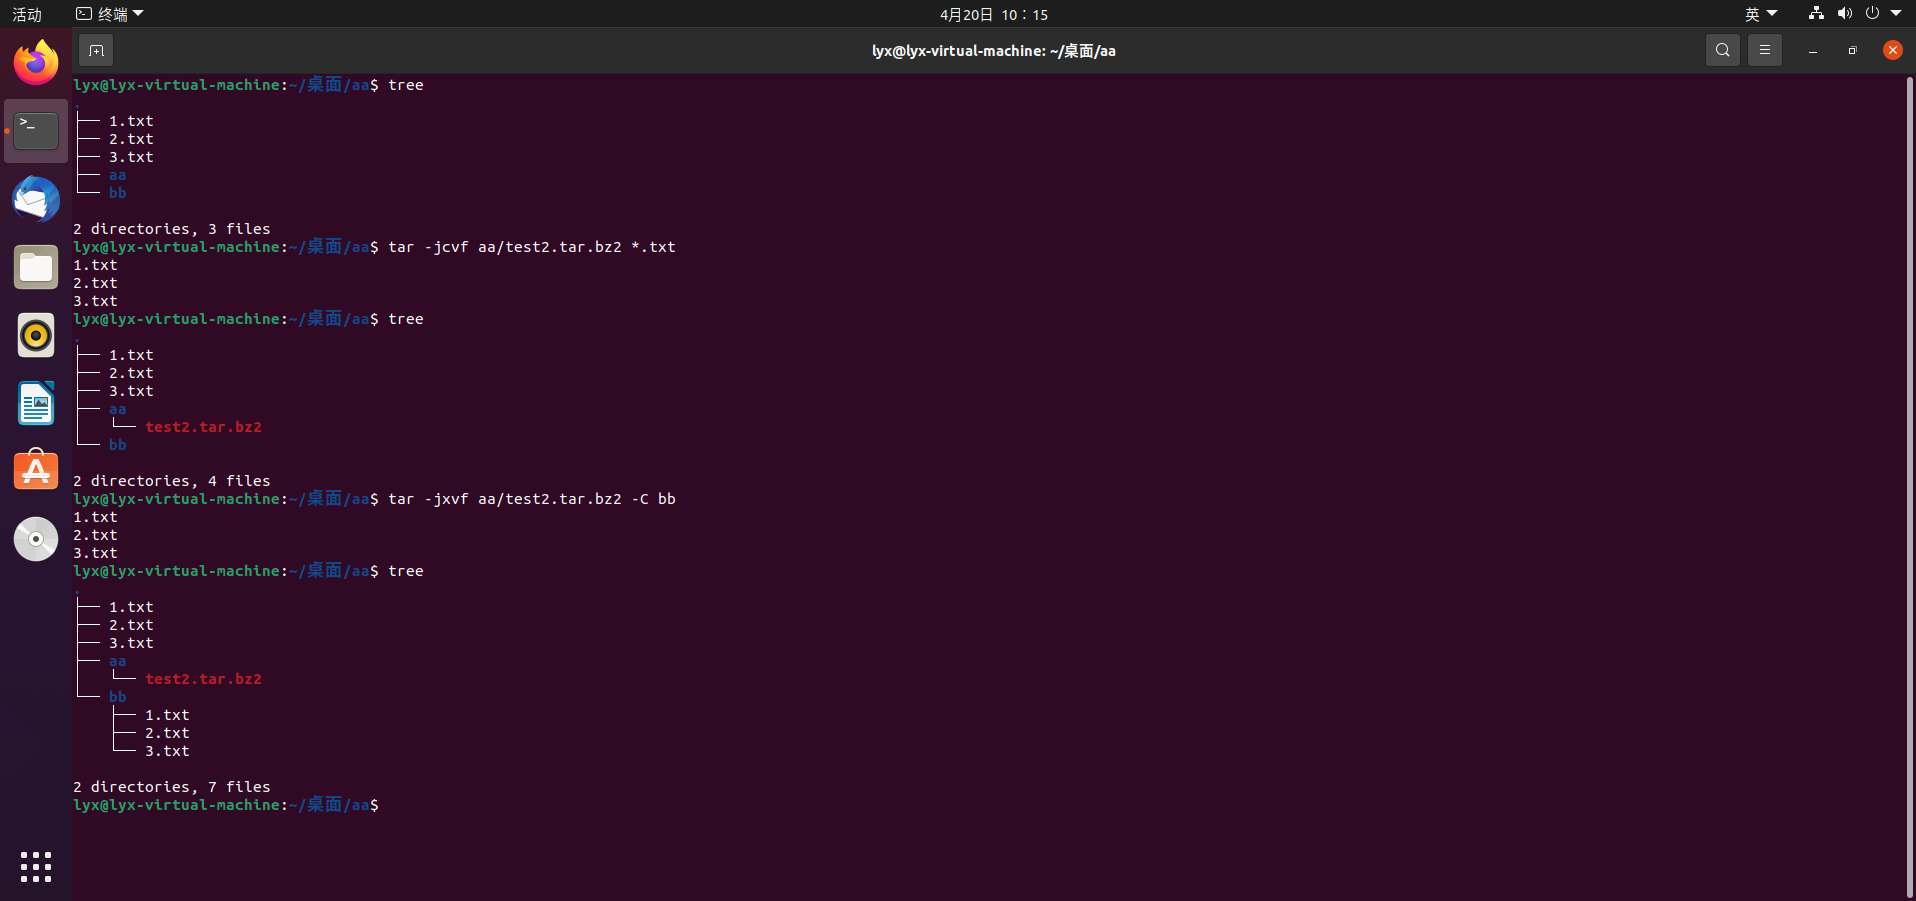 活动 终端 4月20日 10：15 英
lyx@lyx-virtual-machine: ~/桌面/aa
lyx@lyx-virtual-machine:~/桌面/aa$ tree
.
├── 1.txt
├── 2.txt
├── 3.txt
├── aa
└── bb
2 directories, 3 files
lyx@lyx-virtual-machine:~/桌面/aa$ tar -jcvf aa/test2.tar.bz2 *.txt
1.txt
2.txt
3.txt
lyx@lyx-virtual-machine:~/桌面/aa$ tree
.
├── 1.txt
├── 2.txt
├── 3.txt
├── aa
│   └── test2.tar.bz2
└── bb
2 directories, 4 files
lyx@lyx-virtual-machine:~/桌面/aa$ tar -jxvf aa/test2.tar.bz2 -C bb
1.txt
2.txt
3.txt
lyx@lyx-virtual-machine:~/桌面/aa$ tree
.
├── 1.txt
├── 2.txt
├── 3.txt
├── aa
│   └── test2.tar.bz2
└── bb
    ├── 1.txt
    ├── 2.txt
    └── 3.txt
2 directories, 7 files
lyx@lyx-virtual-machine:~/桌面/aa$